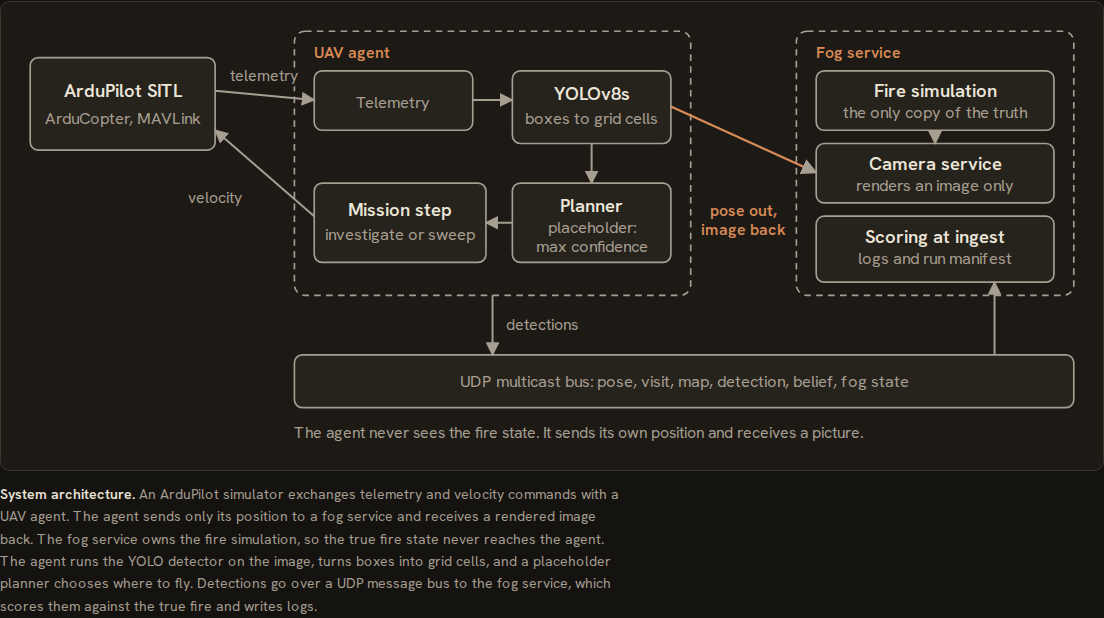 UAV agent
Fog service
ArduPilot SITL
ArduCopter, MAVLink
telemetry
Telemetry
YOLOv8s
boxes to grid cells
Fire simulation
the only copy of the truth
Camera service
renders an image only
velocity
Mission step
investigate or sweep
Planner
placeholder:
max confidence
pose out,
image back
Scoring at ingest
logs and run manifest
detections
UDP multicast bus: pose, visit, map, detection, belief, fog state
The agent never sees the fire state. It sends its own position and receives a picture.
System architecture. An ArduPilot simulator exchanges telemetry and velocity commands with a
UAV agent. The agent sends only its position to a fog service and receives a rendered image
back. The fog service owns the fire simulation, so the true fire state never reaches the agent.
The agent runs the YOLO detector on the image, turns boxes into grid cells, and a placeholder
planner chooses where to fly. Detections go over a UDP message bus to the fog service, which
scores them against the true fire and writes logs.